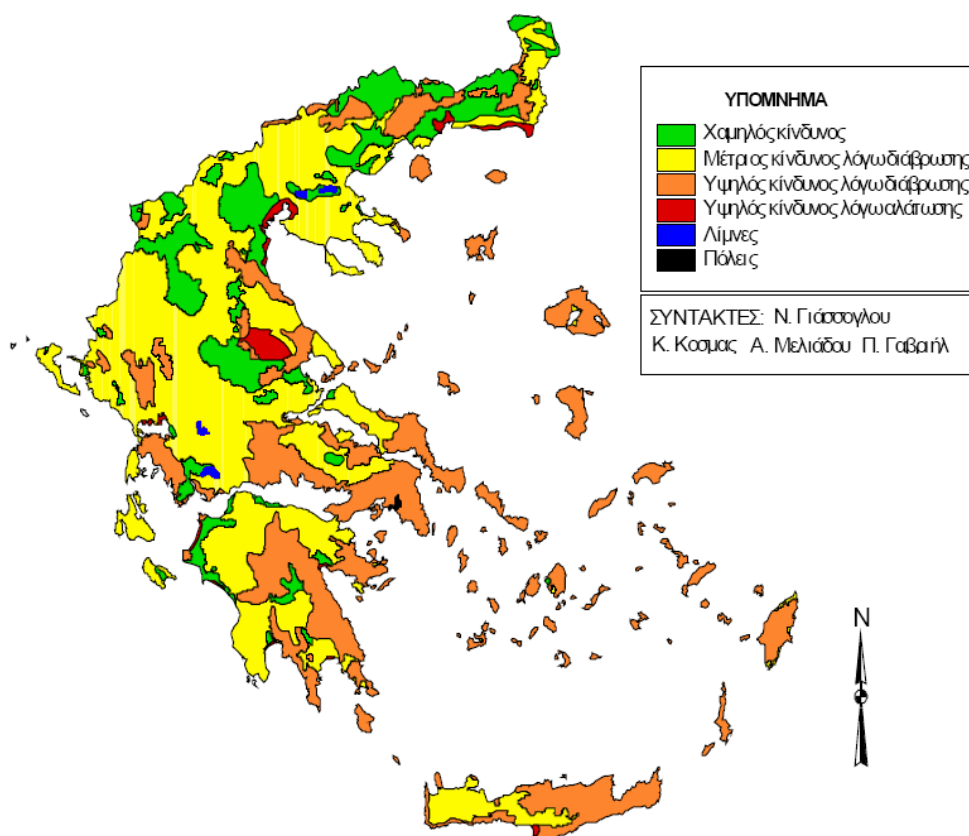 ΥΠΟΜΝΗΜΑ
Χαμηλός κίνδυνος
Μέτριος κίνδυνος λόγω διάβρωσης
Υψηλός κίνδυνος λόγω διάβρωσης
Υψηλός κίνδυνος λόγω αλάτωσης
Λίμνες
Πόλεις
ΣΥΝΤΑΚΤΕΣ: Ν. Γιάσσογλου
Κ. Κοσμας Α. Μελιάδου Π. Γαβριήλ
N